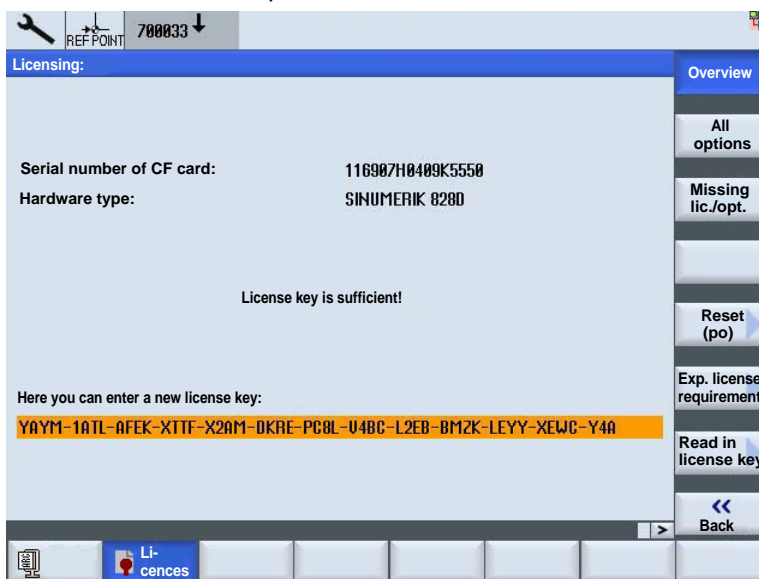 REF POINT
700033
Licensing:
Overview
All
options
Serial number of CF card: 116907H0409K5550
Missing
lic./opt.
Hardware type: SINUMERIK 828D
License key is sufficient!
Reset
(po)
Exp. license
requirement
Here you can enter a new license key:
YAYM-1ATL-AFEK-XTTF-X2AM-DKRE-PC8L-U4BC-L2EB-BMZK-LEYY-XEWC-Y4A
Read in
license key
<<
Back
>
Li-
cences